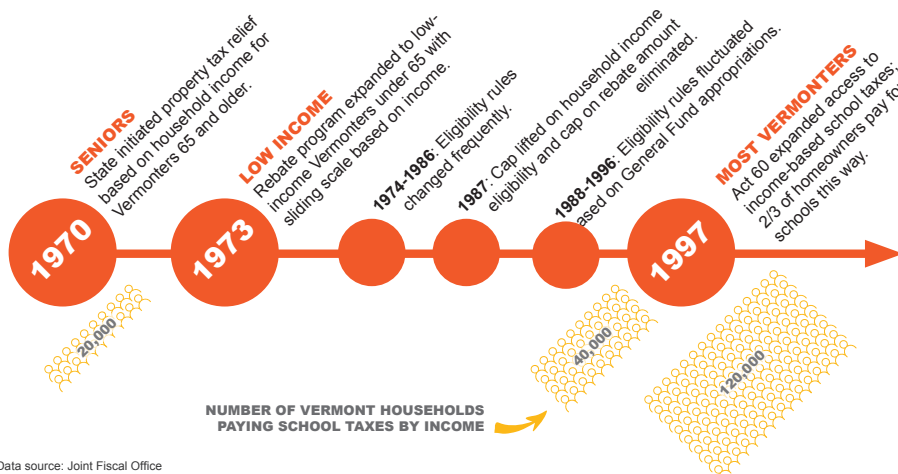 SENIORS
State initiated property tax relief
based on household income for
Vermonters 65 and older.
LOW INCOME
Rebate program expanded to low-
income Vermonters under 65 with
sliding scale based on income.
1974-1986: Eligibility rules
changed frequently.
1987: Cap lifted on household income
eligibility and cap on rebate amount
eliminated.
1988-1996: Eligibility rules fluctuated
ased on General Fund appropriations.
MOST VERMONTERS
Act 60 expanded access to
income-based school taxes;
2/3 of homeowners pay for
schools this way.
1970
1973
1997
20,000
40,000
120,000
NUMBER OF VERMONT HOUSEHOLDS
PAYING SCHOOL TAXES BY INCOME
Data source: Joint Fiscal Office